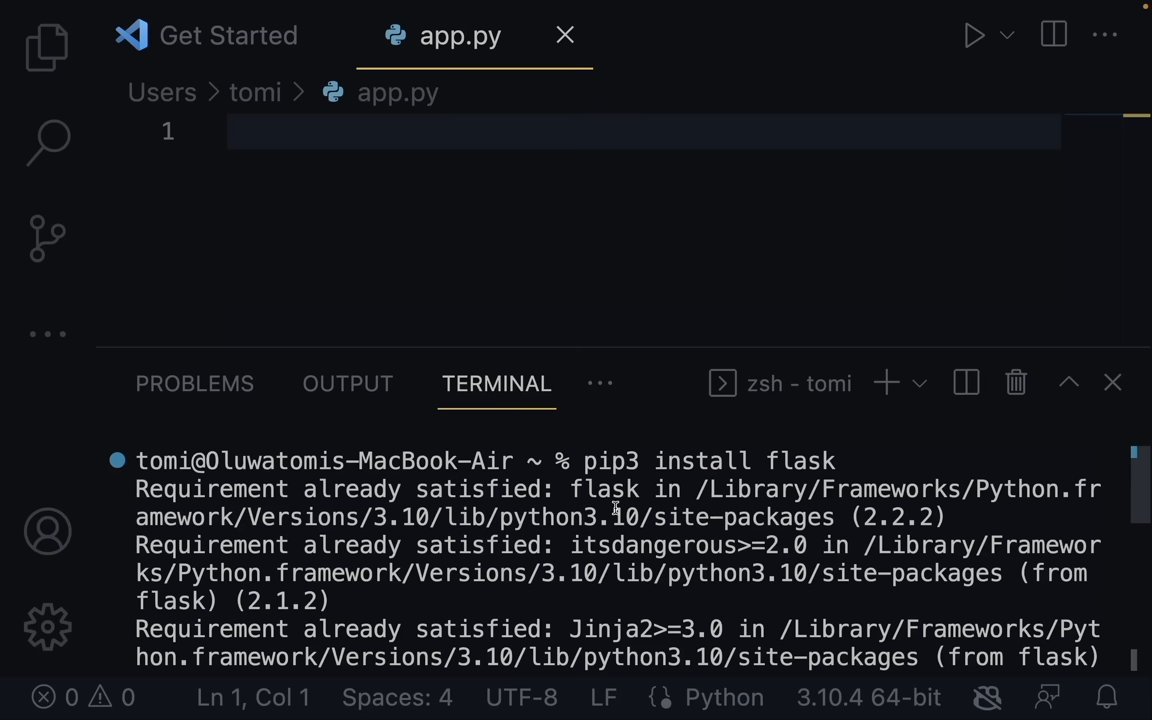 Get Started
app.py
Users > tomi > app.py
1
PROBLEMS OUTPUT TERMINAL ··· zsh - tomi
tomi@Oluwatomis-MacBook-Air ~ % pip3 install flask
Requirement already satisfied: flask in /Library/Frameworks/Python.fr
amework/Versions/3.10/lib/python3.10/site-packages (2.2.2)
Requirement already satisfied: itsdangerous>=2.0 in /Library/Framewor
ks/Python.framework/Versions/3.10/lib/python3.10/site-packages (from
flask) (2.1.2)
Requirement already satisfied: Jinja2>=3.0 in /Library/Frameworks/Pyt
hon.framework/Versions/3.10/lib/python3.10/site-packages (from flask)
0 0 Ln 1, Col 1 Spaces: 4 UTF-8 LF Python 3.10.4 64-bit